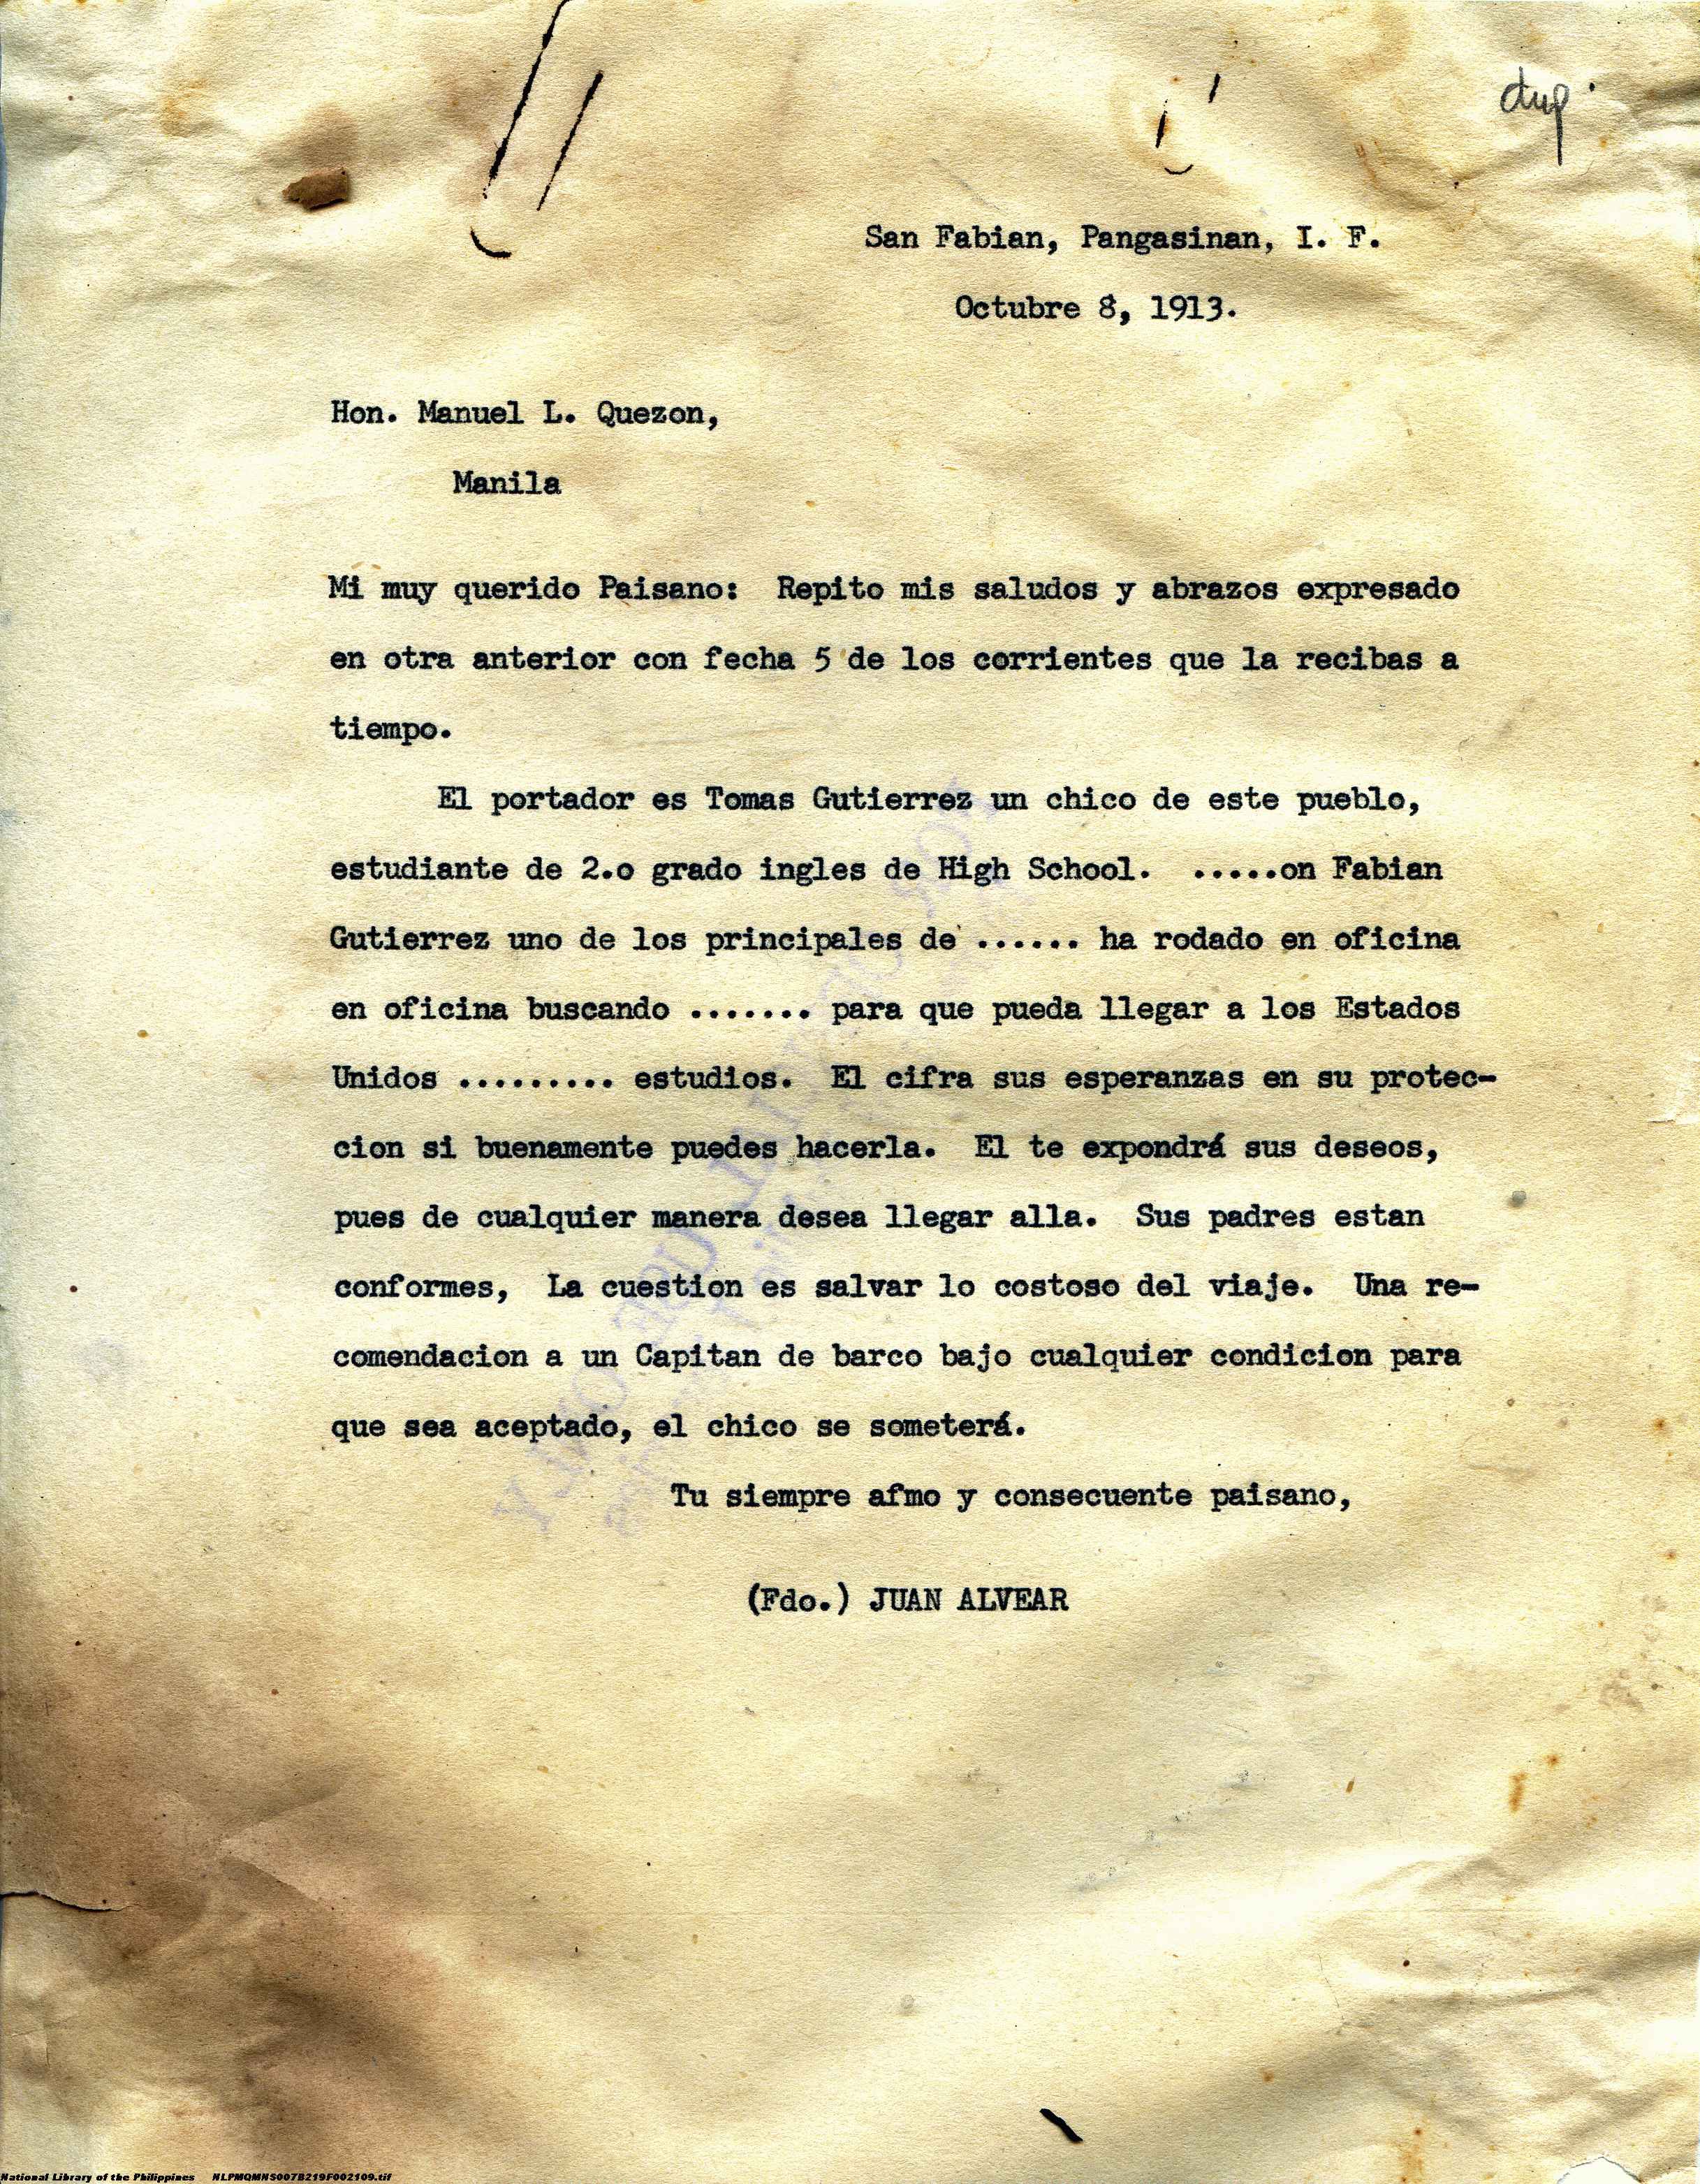 dup.
San Fabian, Pangasinan, I. F.
Octubre 8, 1913.
Hon. Manuel L. Quezon,
Manila
Mi muy querido Paisano: Repito mis saludos y abrazos expresado
en otra anterior con fecha 5 de los corrientes que la recibas a
tiempo.
El portador es Tomas Gutierrez un chico de este pueblo,
estudiante de 2.o grado ingles de High School. .....on Fabian
Gutierrez uno de los principales de ...... ha rodado en oficina
en oficina buscando ....... para que pueda llegar a los Estados
Unidos ......... estudios. El cifra sus esperanzas en su protec-
cion si buenamente puedes hacerla. El te expondrá sus deseos,
pues de cualquier manera desea llegar alla. Sus padres estan
conformes, La cuestion es salvar lo costoso del viaje. Una re-
comendacion a un Capitan de barco bajo cualquier condicion para
que sea aceptado, el chico se someterá.
Tu siempre afmo y consecuente paisano,
(Fdo.) JUAN ALVEAR
National Library of the Philippines NLPMQMNS007B219F002109.tif